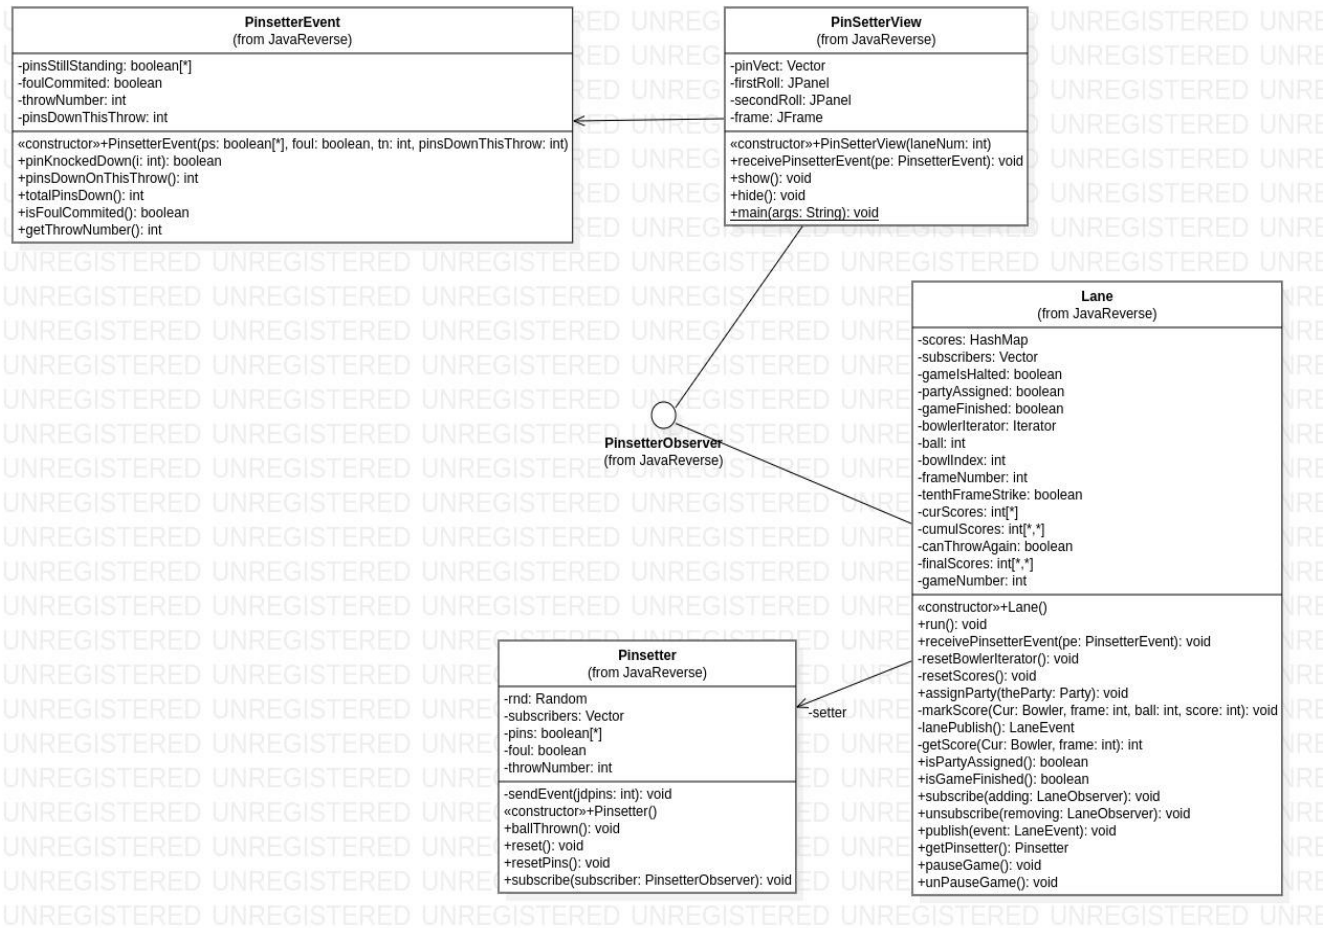 PinsetterEvent
(from JavaReverse)
-pinsStillStanding: boolean[*]
-foulCommited: boolean
-throwNumber: int
-pinsDownThisThrow: int
«constructor»+PinsetterEvent(ps: boolean[*], foul: boolean, tn: int, pinsDownThisThrow: int)
+pinKnockedDown(i: int): boolean
+pinsDownOnThisThrow(): int
+totalPinsDown(): int
+isFoulCommited(): boolean
+getThrowNumber(): int
PinSetterView
(from JavaReverse)
-pinVect: Vector
-firstRoll: JPanel
-secondRoll: JPanel
-frame: JFrame
«constructor»+PinSetterView(laneNum: int)
+receivePinsetterEvent(pe: PinsetterEvent): void
+show(): void
+hide(): void
+main(args: String): void
PinsetterObserver
(from JavaReverse)
Lane
(from JavaReverse)
-scores: HashMap
-subscribers: Vector
-gameIsHalted: boolean
-partyAssigned: boolean
-gameFinished: boolean
-bowlerIterator: Iterator
-ball: int
-bowlIndex: int
-frameNumber: int
-tenthFrameStrike: boolean
-curScores: int[*]
-cumulScores: int[*,*]
-canThrowAgain: boolean
-finalScores: int[*,*]
-gameNumber: int
«constructor»+Lane()
+run(): void
+receivePinsetterEvent(pe: PinsetterEvent): void
-resetBowlerIterator(): void
-resetScores(): void
+assignParty(theParty: Party): void
-markScore(Cur: Bowler, frame: int, ball: int, score: int): void
-lanePublish(): LaneEvent
-getScore(Cur: Bowler, frame: int): int
+isPartyAssigned(): boolean
+isGameFinished(): boolean
+subscribe(adding: LaneObserver): void
+unsubscribe(removing: LaneObserver): void
+publish(event: LaneEvent): void
+getPinsetter(): Pinsetter
+pauseGame(): void
+unPauseGame(): void
Pinsetter
(from JavaReverse)
-rnd: Random
-subscribers: Vector
-pins: boolean[*]
-foul: boolean
-throwNumber: int
-sendEvent(jdpins: int): void
«constructor»+Pinsetter()
+ballThrown(): void
+reset(): void
+resetPins(): void
+subscribe(subscriber: PinsetterObserver): void
-setter
UNREGISTERED